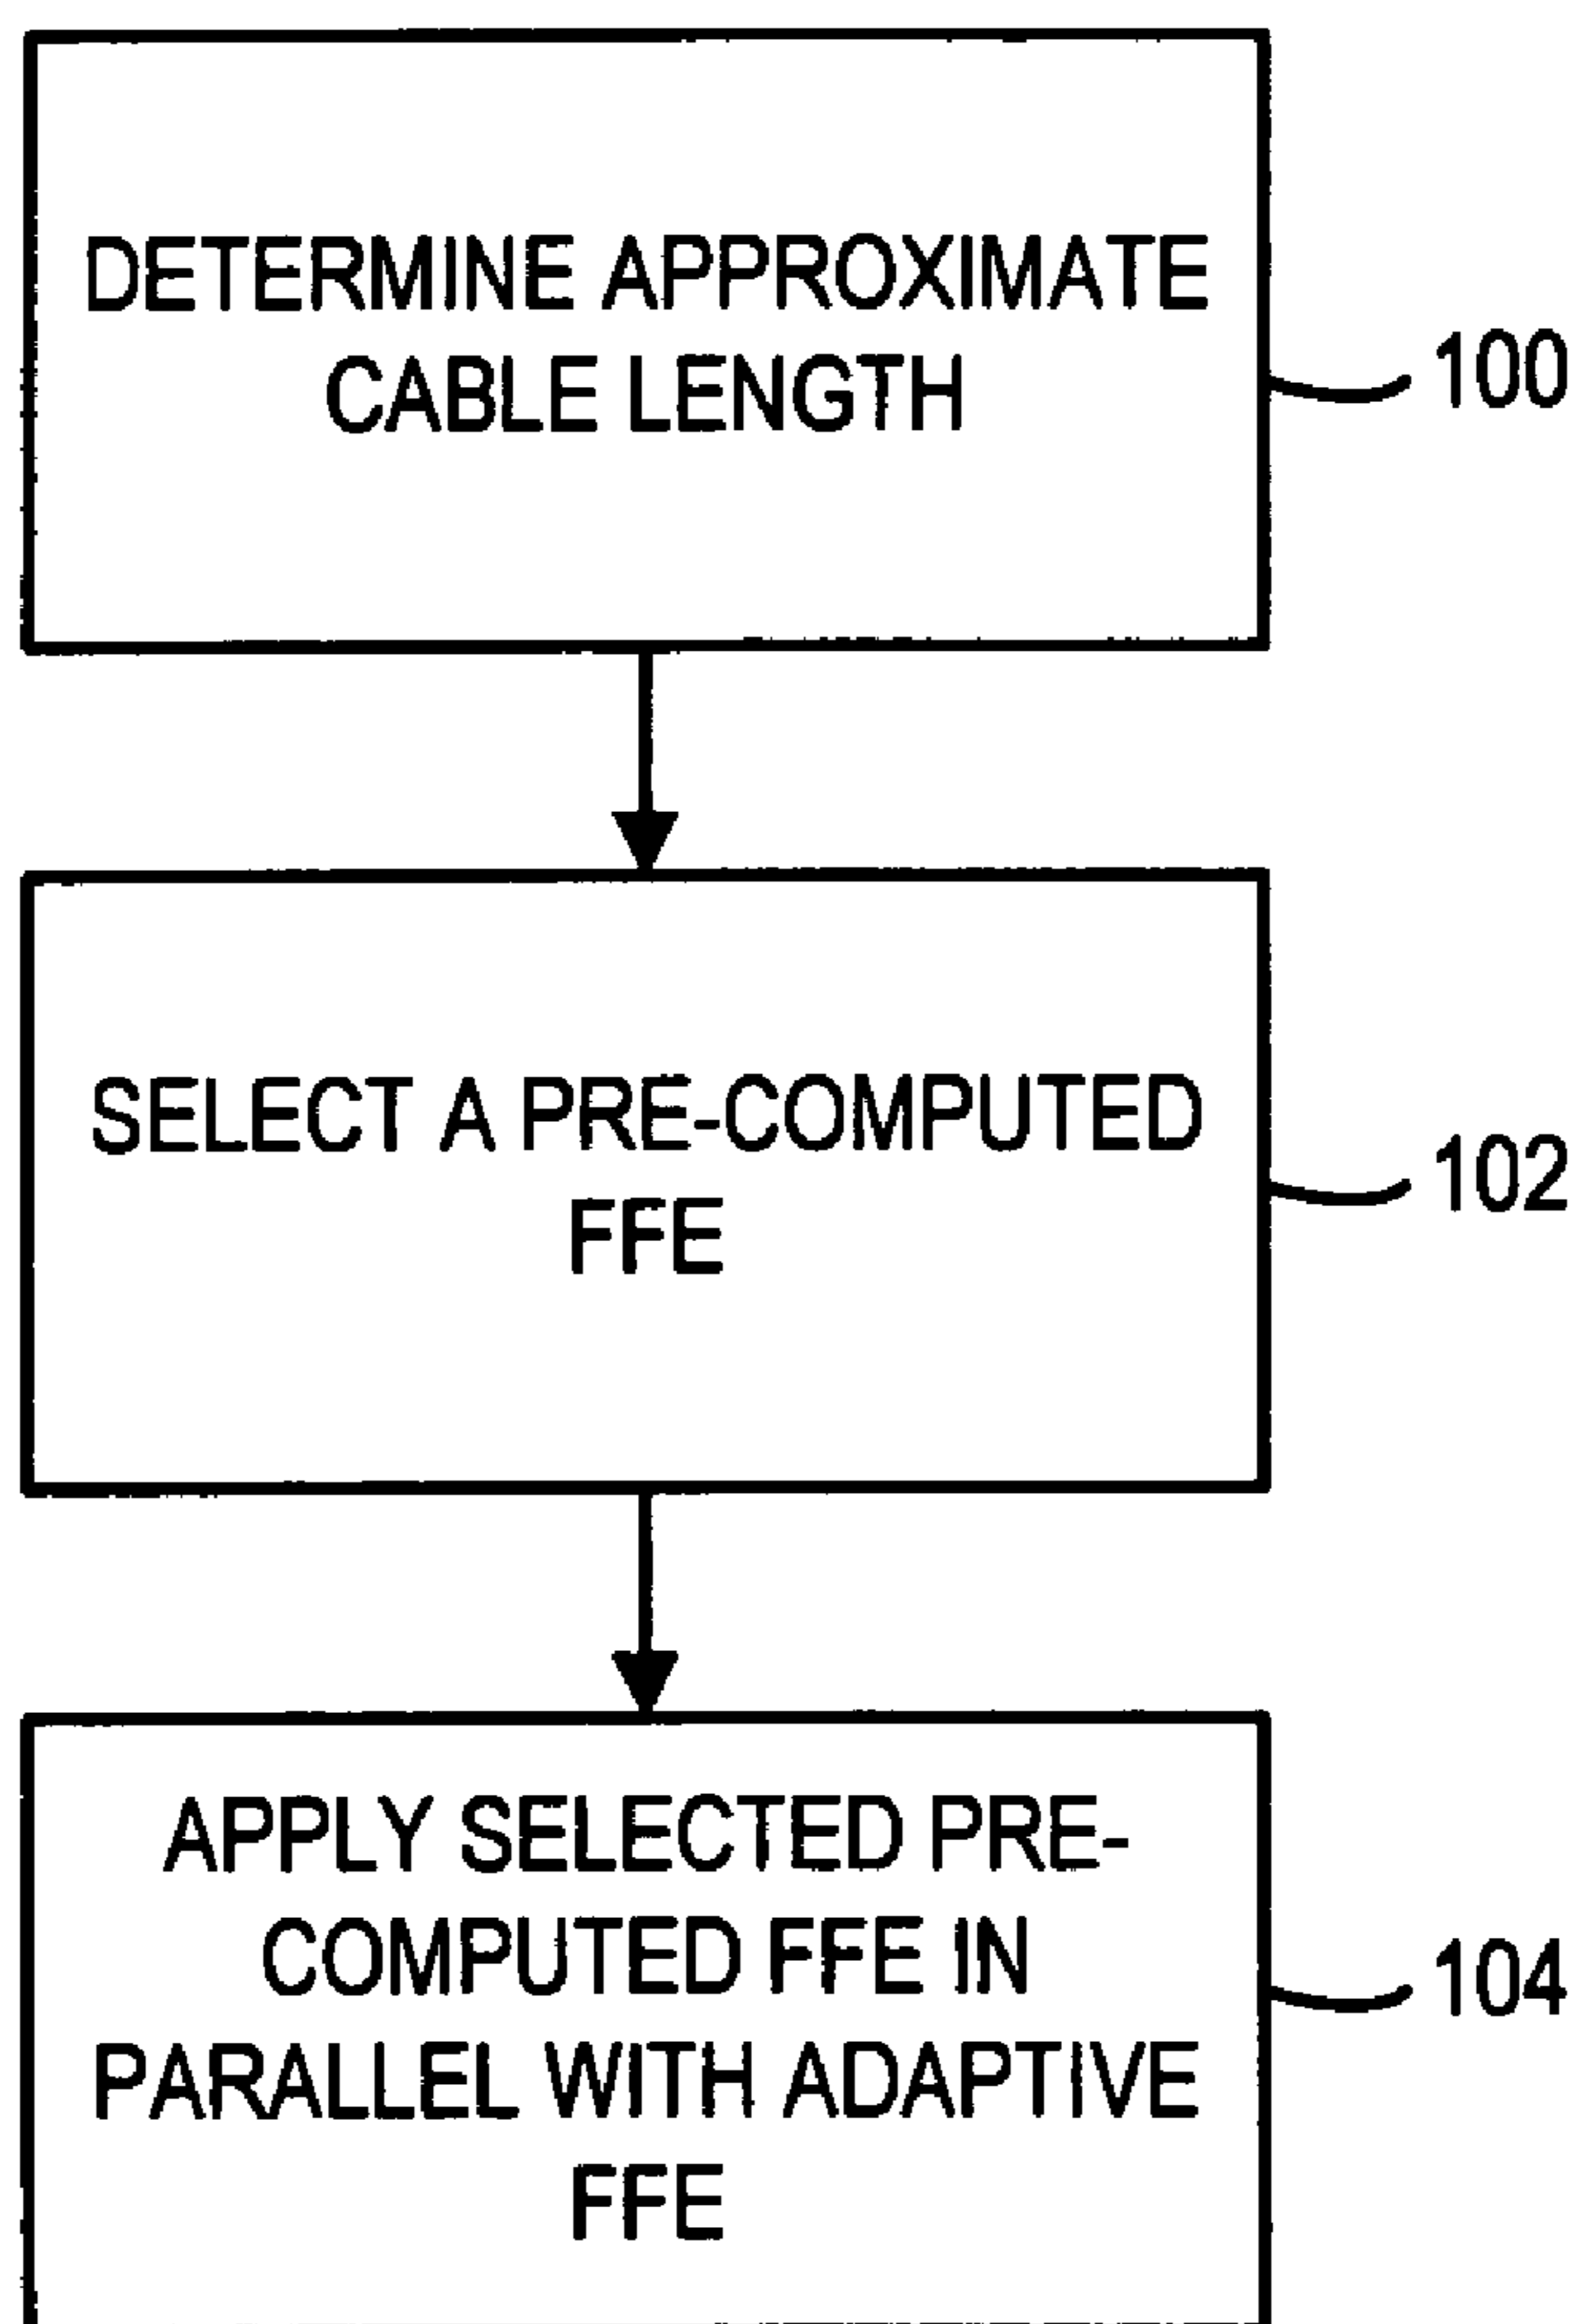 DETERMINE APPROXIMATE
CABLE LENGTH
100
SELECT A PRE-COMPUTED
FFE
102
APPLY SELECTED PRE-
COMPUTED FFE IN
PARALLEL WITH ADAPTIVE
FFE
104